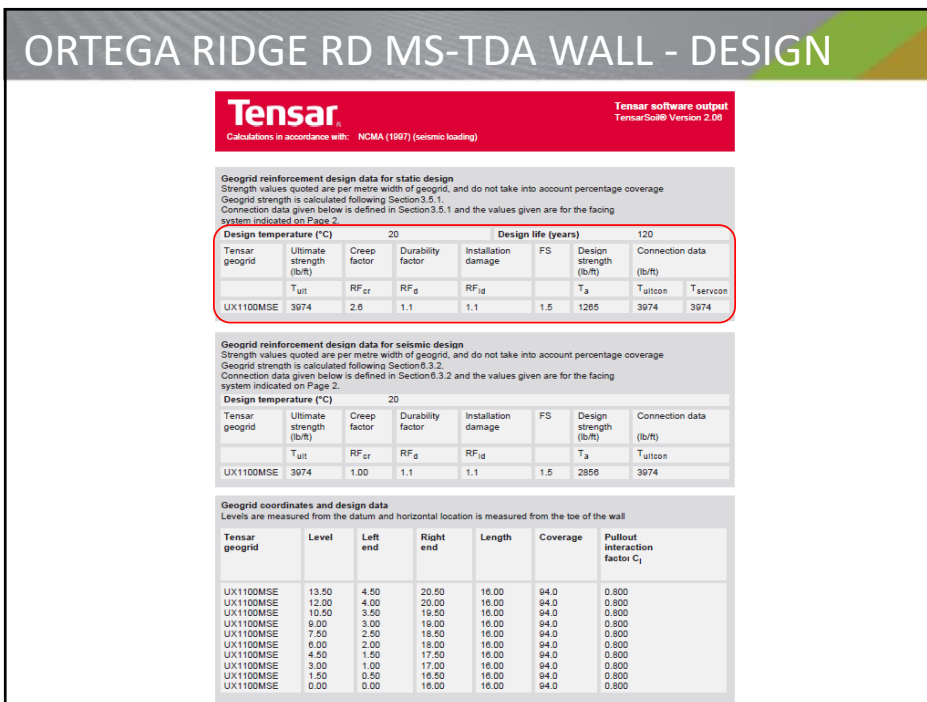 ORTEGA RIDGE RD MS-TDA WALL - DESIGN
Tensar®
Tensar software output
TensarSoil® Version 2.06
Calculations in accordance with: NCMA (1997) (seismic loading)
Geogrid reinforcement design data for static design
Strength values quoted are per metre width of geogrid, and do not take into account percentage coverage
Geogrid strength is calculated following Section 3.5.1.
Connection data given below is defined in Section 3.5.1 and the values given are for the facing
system indicated on Page 2.
Design temperature (°C) 20 Design life (years) 120
Tensar geogrid Ultimate strength (lb/ft) Creep factor Durability factor Installation damage FS Design strength (lb/ft) Connection data (lb/ft)
Tult RFcr RFd RFid Ta Tultcon Tservcon
UX1100MSE 3974 2.6 1.1 1.1 1.5 1265 3974 3974
Geogrid reinforcement design data for seismic design
Strength values quoted are per metre width of geogrid, and do not take into account percentage coverage
Geogrid strength is calculated following Section 6.3.2.
Connection data given below is defined in Section 6.3.2 and the values given are for the facing
system indicated on Page 2.
Design temperature (°C) 20
Tensar geogrid Ultimate strength (lb/ft) Creep factor Durability factor Installation damage FS Design strength (lb/ft) Connection data (lb/ft)
Tult RFcr RFd RFid Ta Tultcon
UX1100MSE 3974 1.00 1.1 1.1 1.5 2856 3974
Geogrid coordinates and design data
Levels are measured from the datum and horizontal location is measured from the toe of the wall
Tensar geogrid Level Left end Right end Length Coverage Pullout interaction factor CI
UX1100MSE 13.50 4.50 20.50 16.00 94.0 0.800
UX1100MSE 12.00 4.00 20.00 16.00 94.0 0.800
UX1100MSE 10.50 3.50 19.50 16.00 94.0 0.800
UX1100MSE 9.00 3.00 19.00 16.00 94.0 0.800
UX1100MSE 7.50 2.50 18.50 16.00 94.0 0.800
UX1100MSE 6.00 2.00 18.00 16.00 94.0 0.800
UX1100MSE 4.50 1.50 17.50 16.00 94.0 0.800
UX1100MSE 3.00 1.00 17.00 16.00 94.0 0.800
UX1100MSE 1.50 0.50 16.50 16.00 94.0 0.800
UX1100MSE 0.00 0.00 16.00 16.00 94.0 0.800